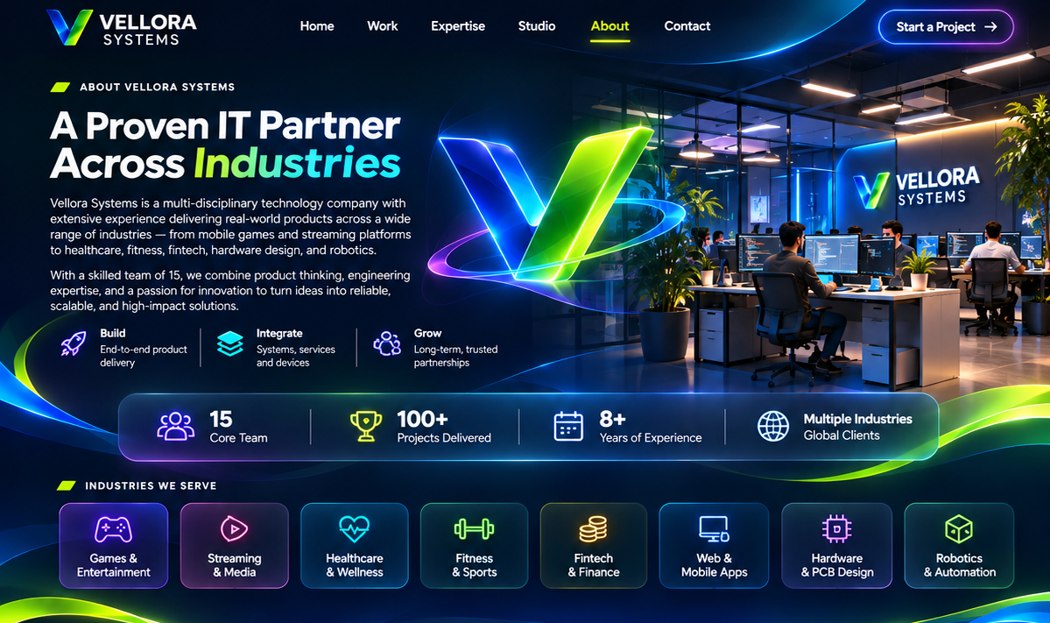 VELLORA
SYSTEMS
Home
Work
Expertise
Studio
About
Contact
Start a Project
ABOUT VELLORA SYSTEMS
A Proven IT Partner
Across Industries
Vellora Systems is a multi-disciplinary technology company with
extensive experience delivering real-world products across a wide
range of industries — from mobile games and streaming platforms
to healthcare, fitness, fintech, hardware design, and robotics.
With a skilled team of 15, we combine product thinking, engineering
expertise, and a passion for innovation to turn ideas into reliable,
scalable, and high-impact solutions.
Build
End-to-end product
delivery
Integrate
Systems, services
and devices
Grow
Long-term, trusted
partnerships
VELLORA
SYSTEMS
15
Core Team
100+
Projects Delivered
8+
Years of Experience
Multiple Industries
Global Clients
INDUSTRIES WE SERVE
Games &
Entertainment
Streaming
& Media
Healthcare
& Wellness
Fitness
& Sports
Fintech
& Finance
Web &
Mobile Apps
Hardware
& PCB Design
Robotics
& Automation